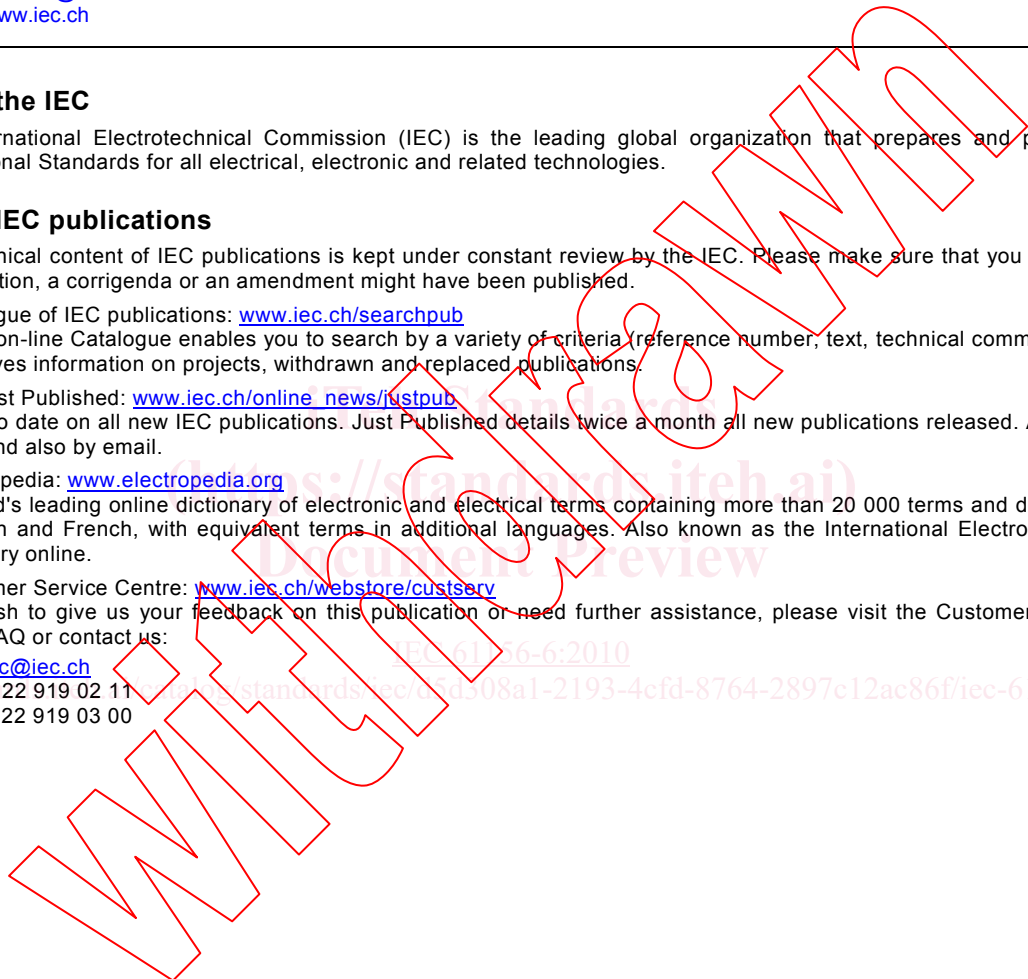 ww.iec.ch
the IEC
rnational Electrotechnical Commission (IEC) is the leading global organization that prepares and p
onal Standards for all electrical, electronic and related technologies.
IEC publications
nical content of IEC publications is kept under constant review by the IEC. Please make sure that you
tion, a corrigenda or an amendment might have been published.
gue of IEC publications: www.iec.ch/searchpub
on-line Catalogue enables you to search by a variety of criteria (reference number, text, technical comm
ves information on projects, withdrawn and replaced publications.
iTeh Standards
st Published: www.iec.ch/online_news/justpub
o date on all new IEC publications. Just Published details twice a month all new publications released. A
nd also by email.
(https://standards.iteh.ai)
pedia: www.electropedia.org
d's leading online dictionary of electronic and electrical terms containing more than 20 000 terms and d
n and French, with equivalent terms in additional languages. Also known as the International Electro
ry online.
Document Preview
mer Service Centre: www.iec.ch/webstore/custserv
sh to give us your feedback on this publication or need further assistance, please visit the Customer
AQ or contact us:
IEC 61156-6:2010
c@iec.ch
22 919 02 11
/catalog/standards/iec/d5d308a1-2193-4cfd-8764-2897c12ac86f/iec-6
22 919 03 00
withdrawn